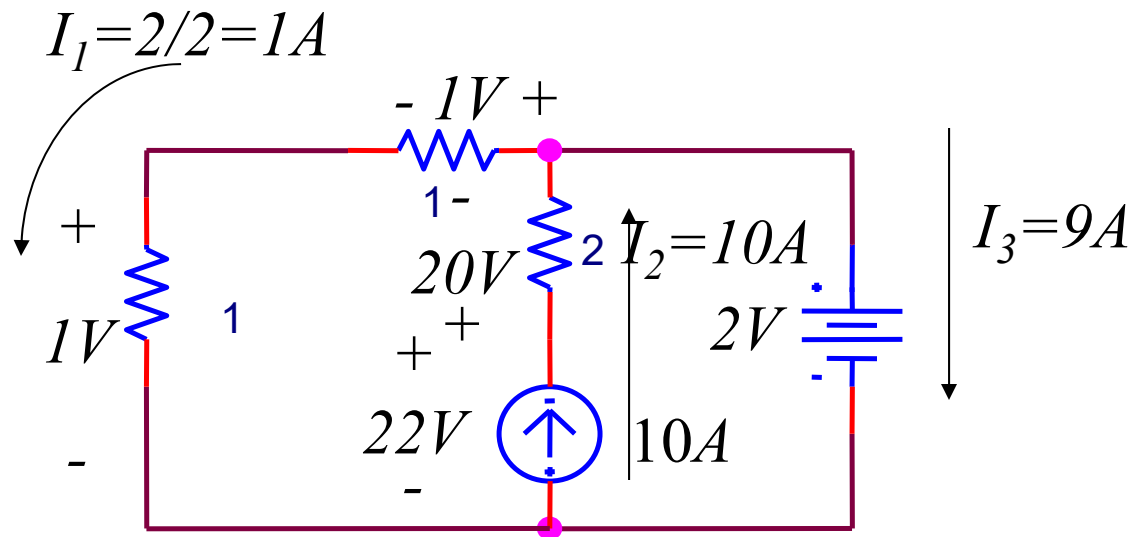 I1=2/2=1A
- 1V +
1 -
+
2
I2=10A
I3=9A
20V
+
1
1V
2V
+
-
+
22V
10A
-
-